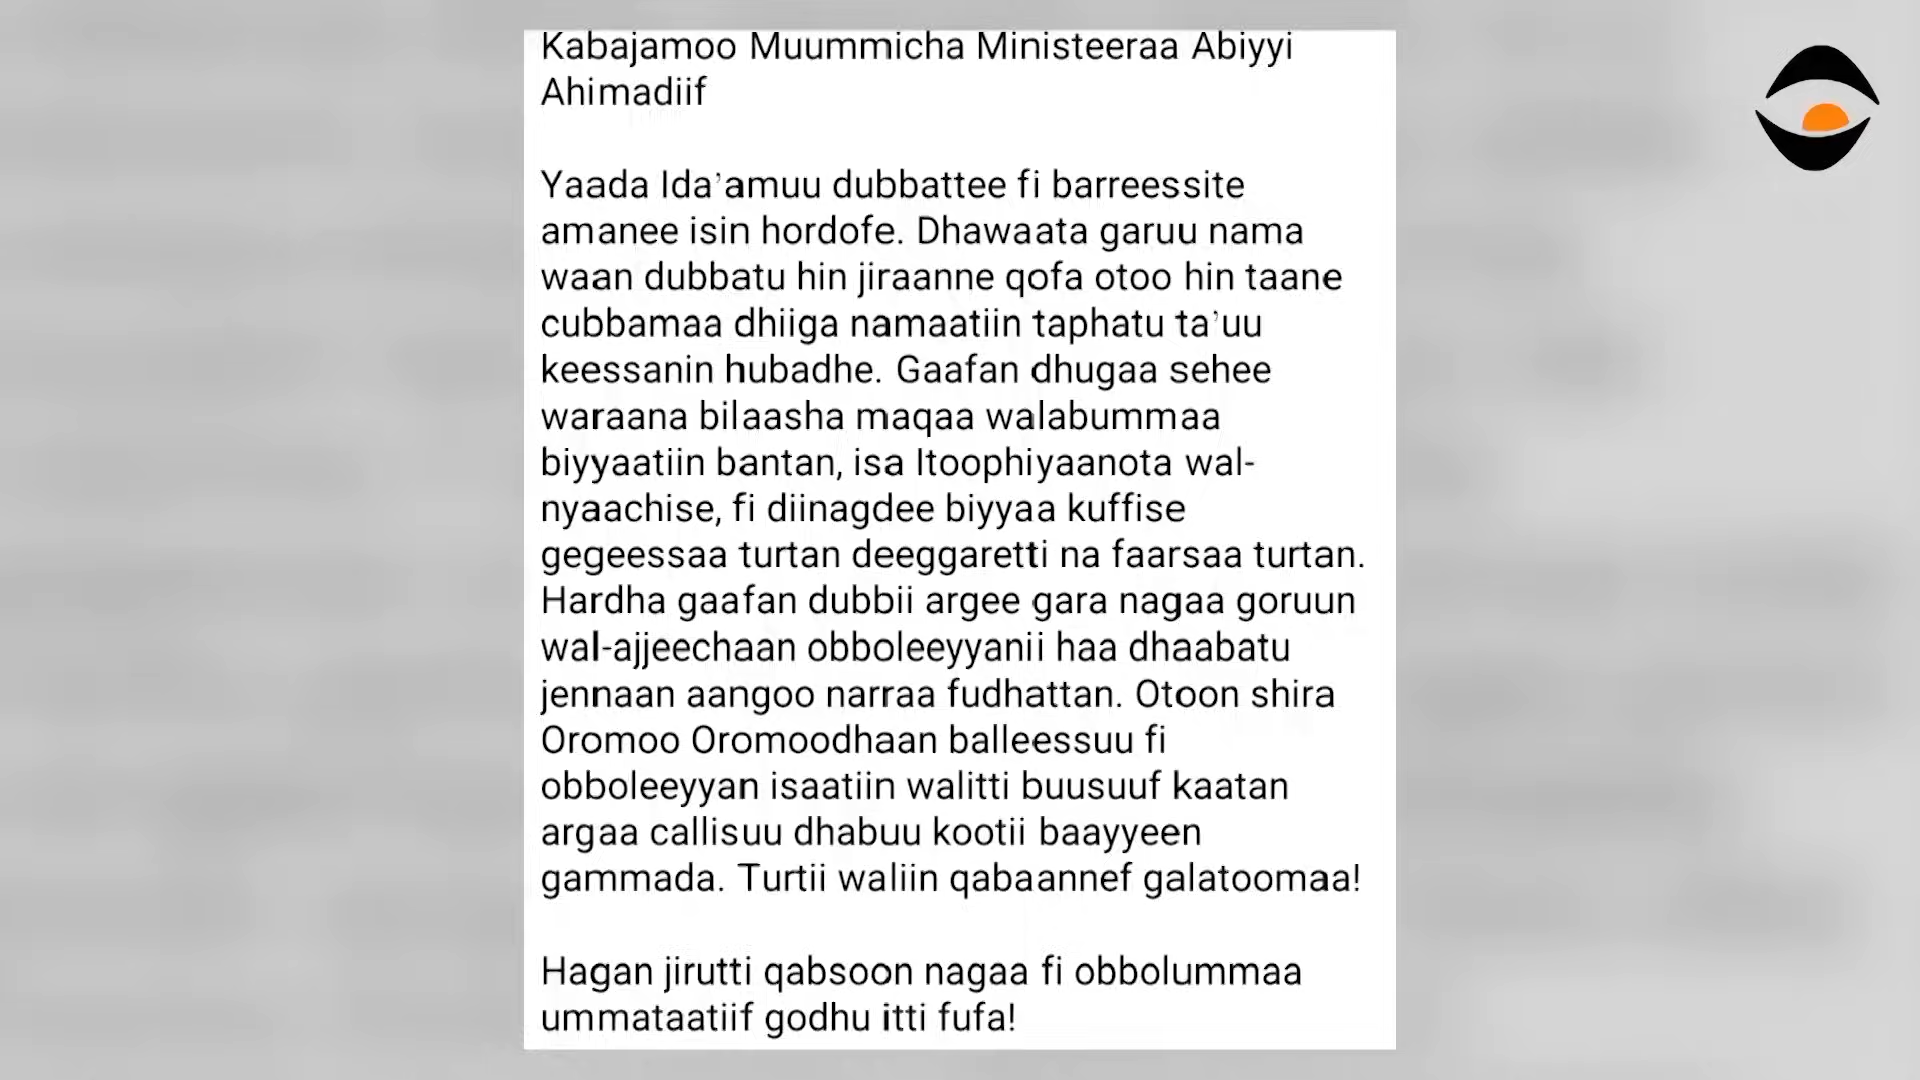 Kabajamoo Muummicha Ministeeraa Abiyyi
Ahimadiif
Yaada Ida’amuu dubbattee fi barreessite
amanee isin hordofe. Dhawaata garuu nama
waan dubbatu hin jiraanne qofa otoo hin taane
cubbamaa dhiiga namaatiin taphatu ta’uu
keessanin hubadhe. Gaafan dhugaa sehee
waraana bilaasha maqaa walabummaa
biyyaatiin bantan, isa Itoophiyaanota wal-
nyaachise, fi diinagdee biyyaa kuffise
gegeessaa turtan deeggaretti na faarsaa turtan.
Hardha gaafan dubbii argee gara nagaa goruun
wal-ajjeechaan obboleeyyanii haa dhaabatu
jennaan aangoo narraa fudhattan. Otoon shira
Oromoo Oromoodhaan balleessuu fi
obboleeyyan isaatiin walitti buusuuf kaatan
argaa callisuu dhabuu kootii baayyeen
gammada. Turtii waliin qabaannef galatoomaa!
Hagan jirutti qabsoon nagaa fi obbolummaa
ummataatiif godhu itti fufa!